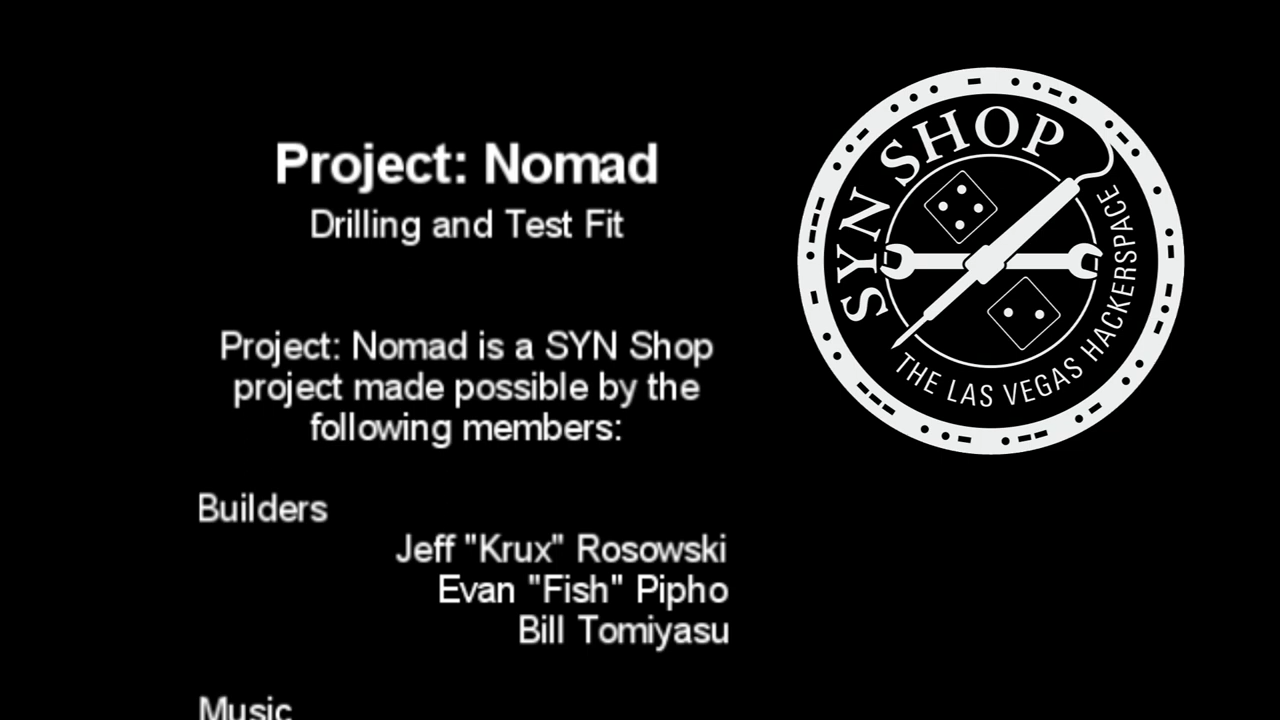 Project: Nomad
Drilling and Test Fit
Project: Nomad is a SYN Shop
project made possible by the
following members:
Builders
Jeff "Krux" Rosowski
Evan "Fish" Pipho
Bill Tomiyasu
Music
SYN SHOP
THE LAS VEGAS HACKERSPACE